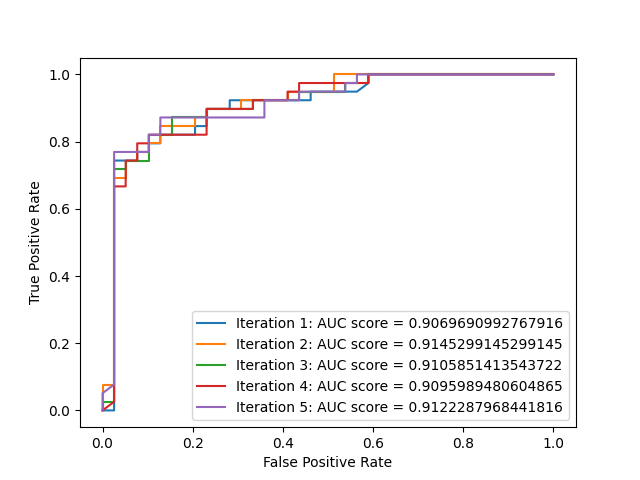 1.0
0.8
0.6
0.4
0.2
0.0
True Positive Rate
Iteration 1: AUC score = 0.9069690992767916
Iteration 2: AUC score = 0.9145299145299145
Iteration 3: AUC score = 0.9105851413543722
Iteration 4: AUC score = 0.9095989480604865
Iteration 5: AUC score = 0.9122287968441816
0.0 0.2 0.4 0.6 0.8 1.0
False Positive Rate